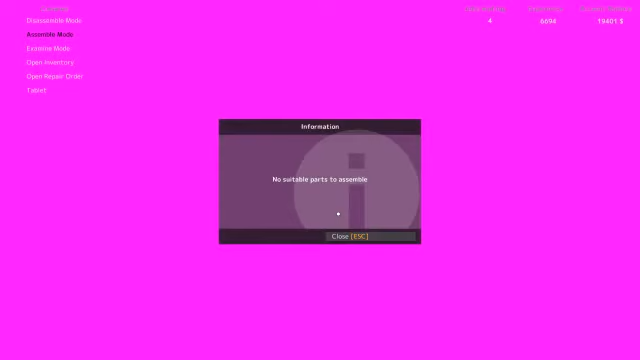 Disassemble Mode
4
6694
19401 $
Assemble Mode
Examine Mode
Open Inventory
Open Repair Order
Tablet
Information
No suitable parts to assemble
Close [ESC]